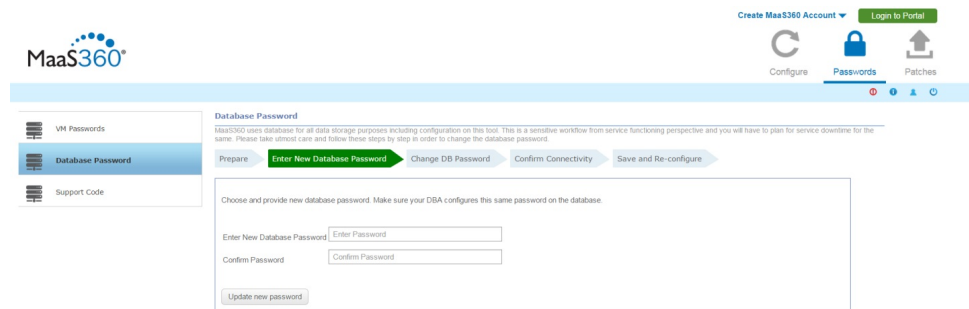 Create MaaS360 Account
Login to Portal
MaaS360®
Configure
Passwords
Patches
VM Passwords
Database Password
Support Code
Database Password
MaaS360 uses database for all data storage purposes including configuration on this tool. This is a sensitive workflow from service functioning perspective and you will have to plan for service downtime for the
same. Please take utmost care and follow these steps by step in order to change the database password.
Prepare
Enter New Database Password
Change DB Password
Confirm Connectivity
Save and Re-configure
Choose and provide new database password. Make sure your DBA configures this same password on the database.
Enter New Database Password
Enter Password
Confirm Password
Confirm Password
Update new password